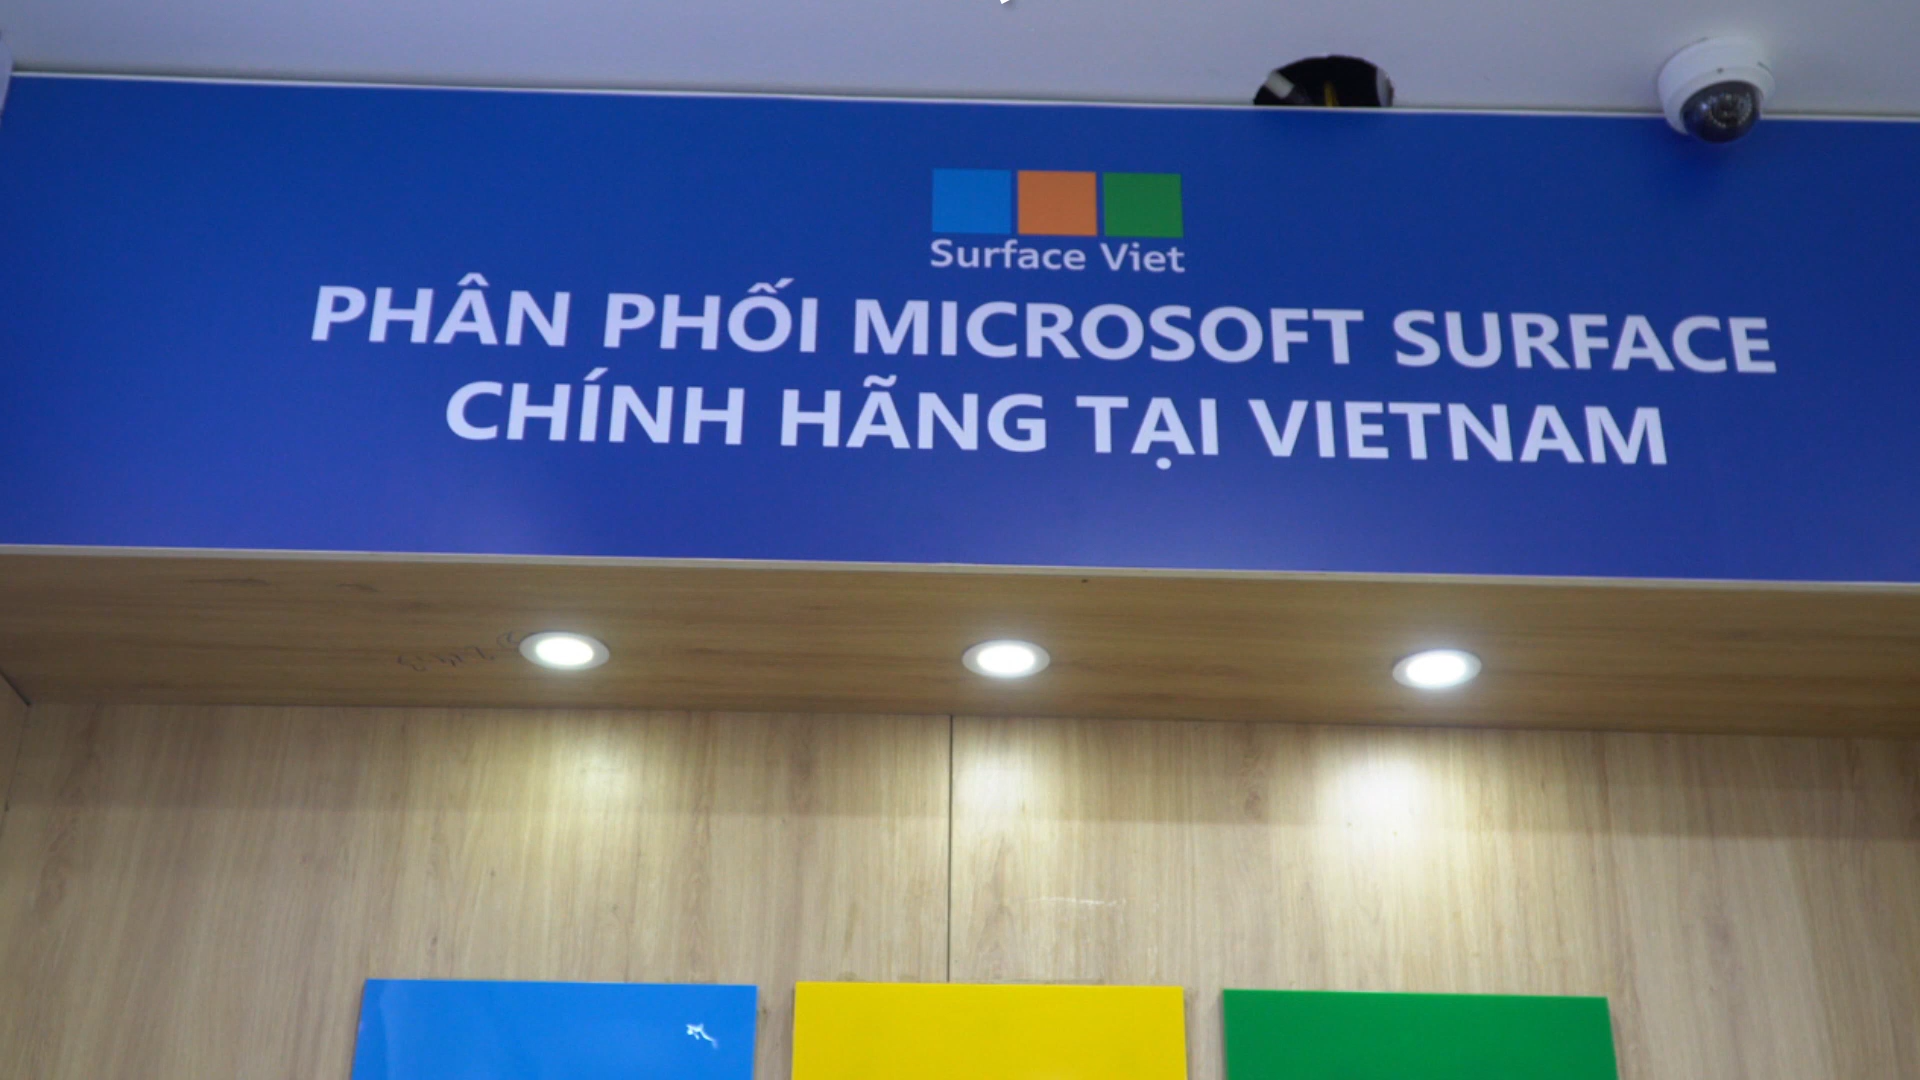 Surface Viet
PHÂN PHỐI MICROSOFT SURFACE
CHÍNH HÃNG TẠI VIETNAM